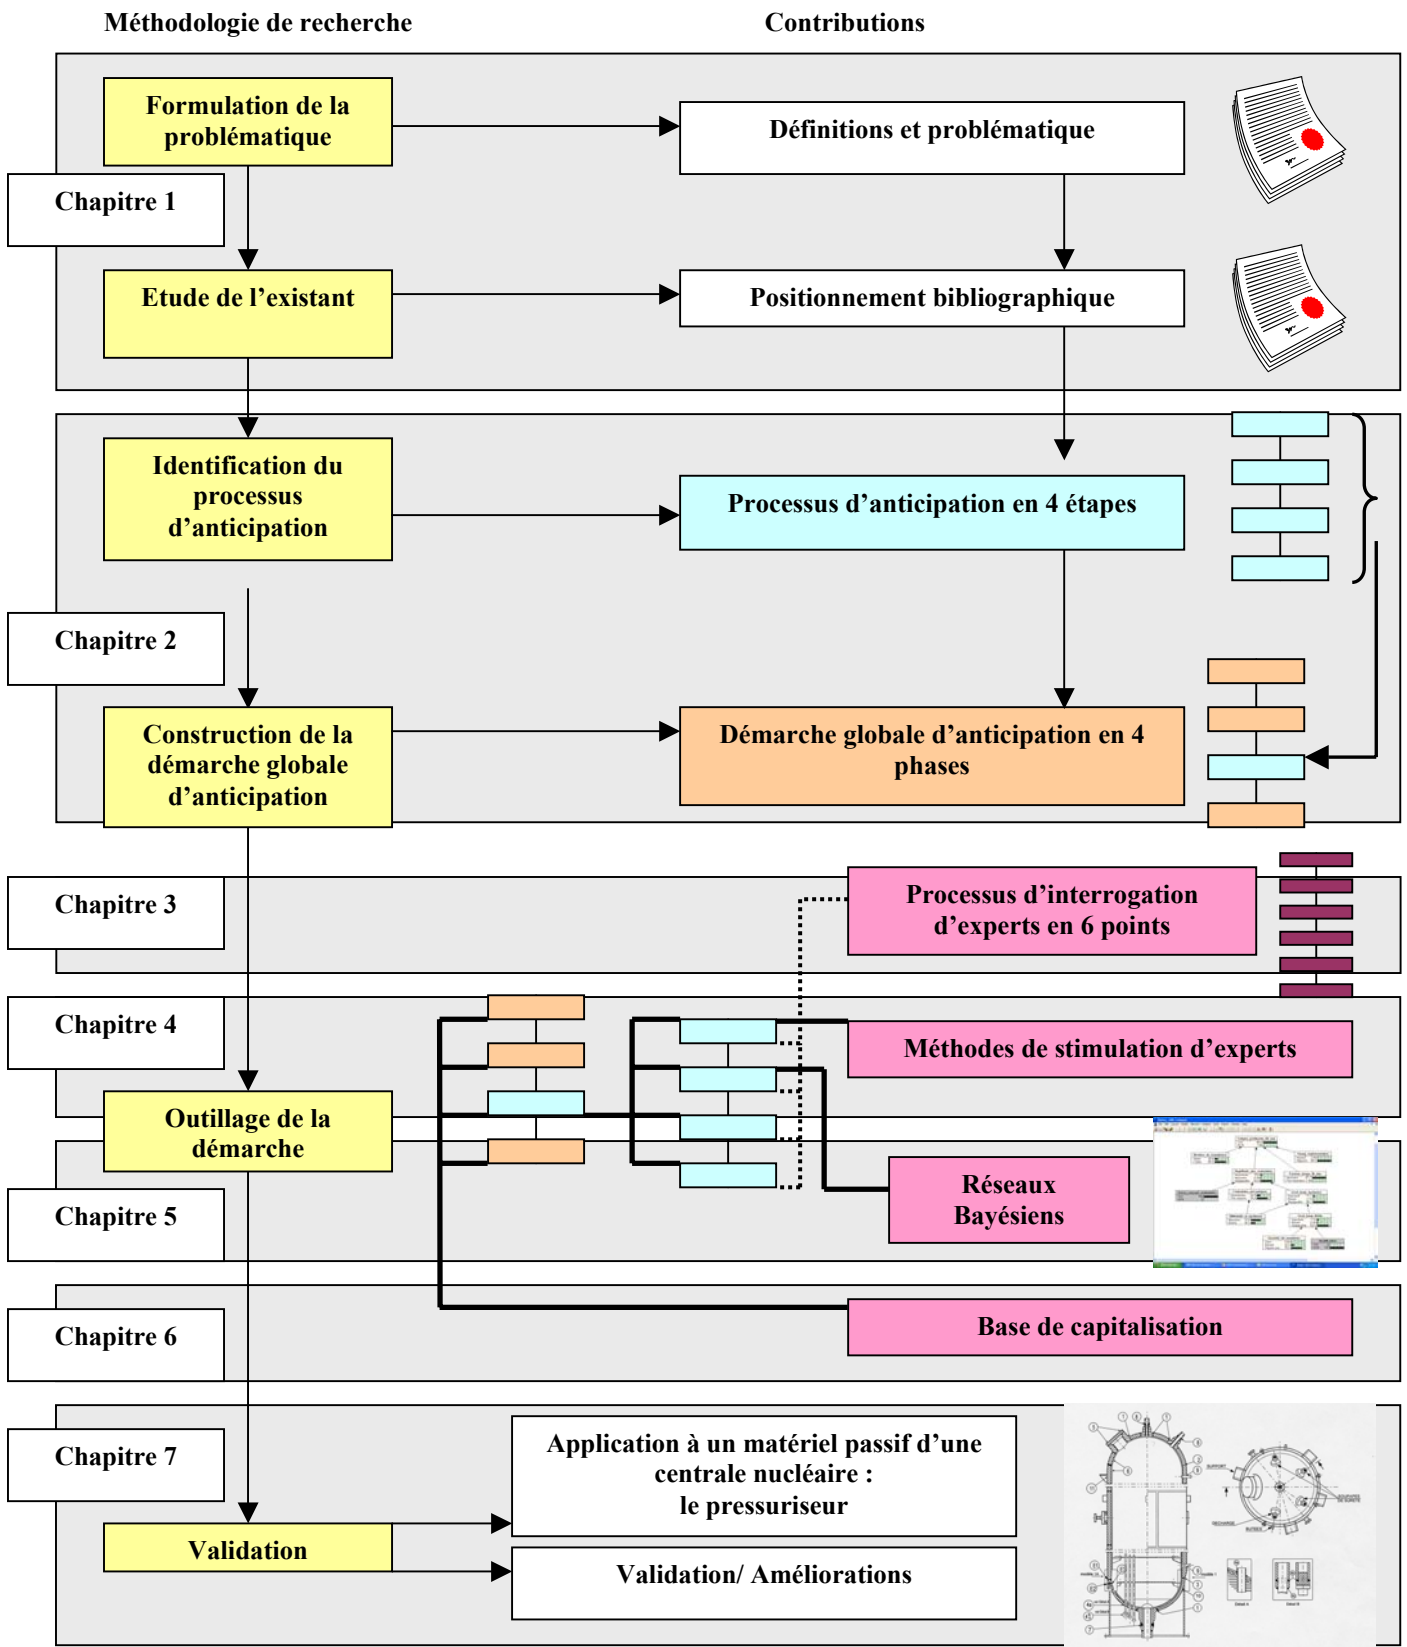 Méthodologie de recherche
Contributions
Formulation de la
problématique
Définitions et problématique
Chapitre 1
Etude de l'existant
Positionnement bibliographique
Identification du
processus
d'anticipation
Processus d'anticipation en 4 étapes
Chapitre 2
Construction de la
démarche globale
d'anticipation
Démarche globale d'anticipation en 4
phases
Chapitre 3
Processus d'interrogation
d'experts en 6 points
Chapitre 4
Méthodes de stimulation d'experts
Outillage de la
démarche
Chapitre 5
Réseaux
Bayésiens
Chapitre 6
Base de capitalisation
Chapitre 7
Application à un matériel passif d'une
centrale nucléaire :
le pressuriseur
Validation
Validation/ Améliorations
SUPPORT
DECHARGE